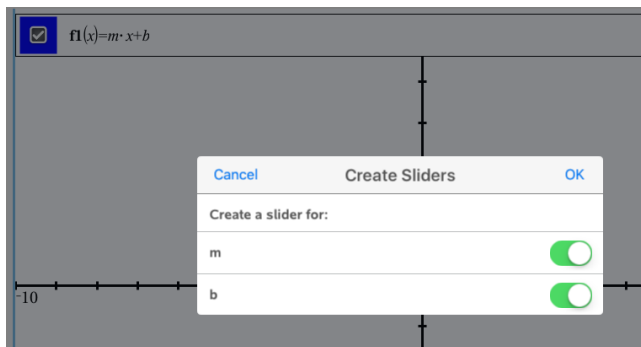 f1(x)=m·x+b
Cancel Create Sliders OK
Create a slider for:
m
b
-10